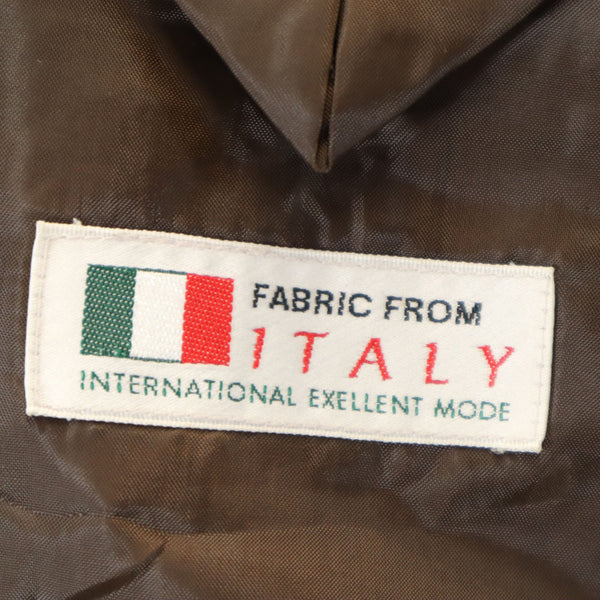 FABRIC FROM
ITALY
INTERNATIONAL EXELLENT MODE